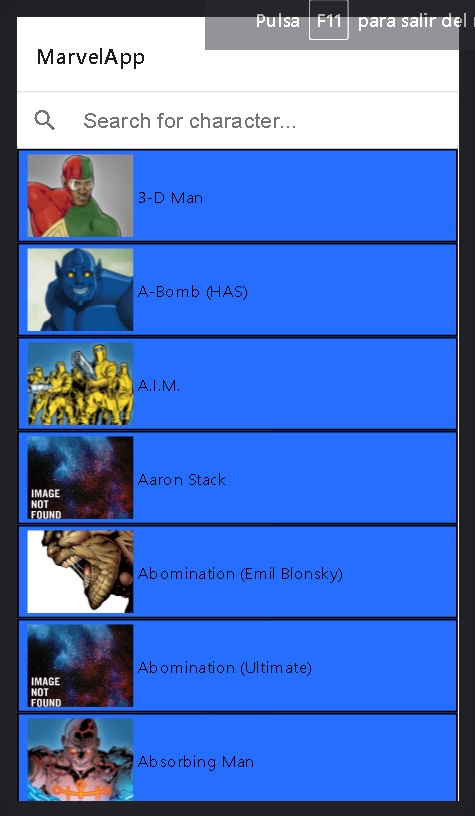 Pulsa F11 para salir del
MarvelApp
Search for character...
3-D Man
A-Bomb (HAS)
A.I.M.
IMAGE
NOT
FOUND
Aaron Stack
Abomination (Emil Blonsky)
IMAGE
NOT
FOUND
Abomination (Ultimate)
Absorbing Man